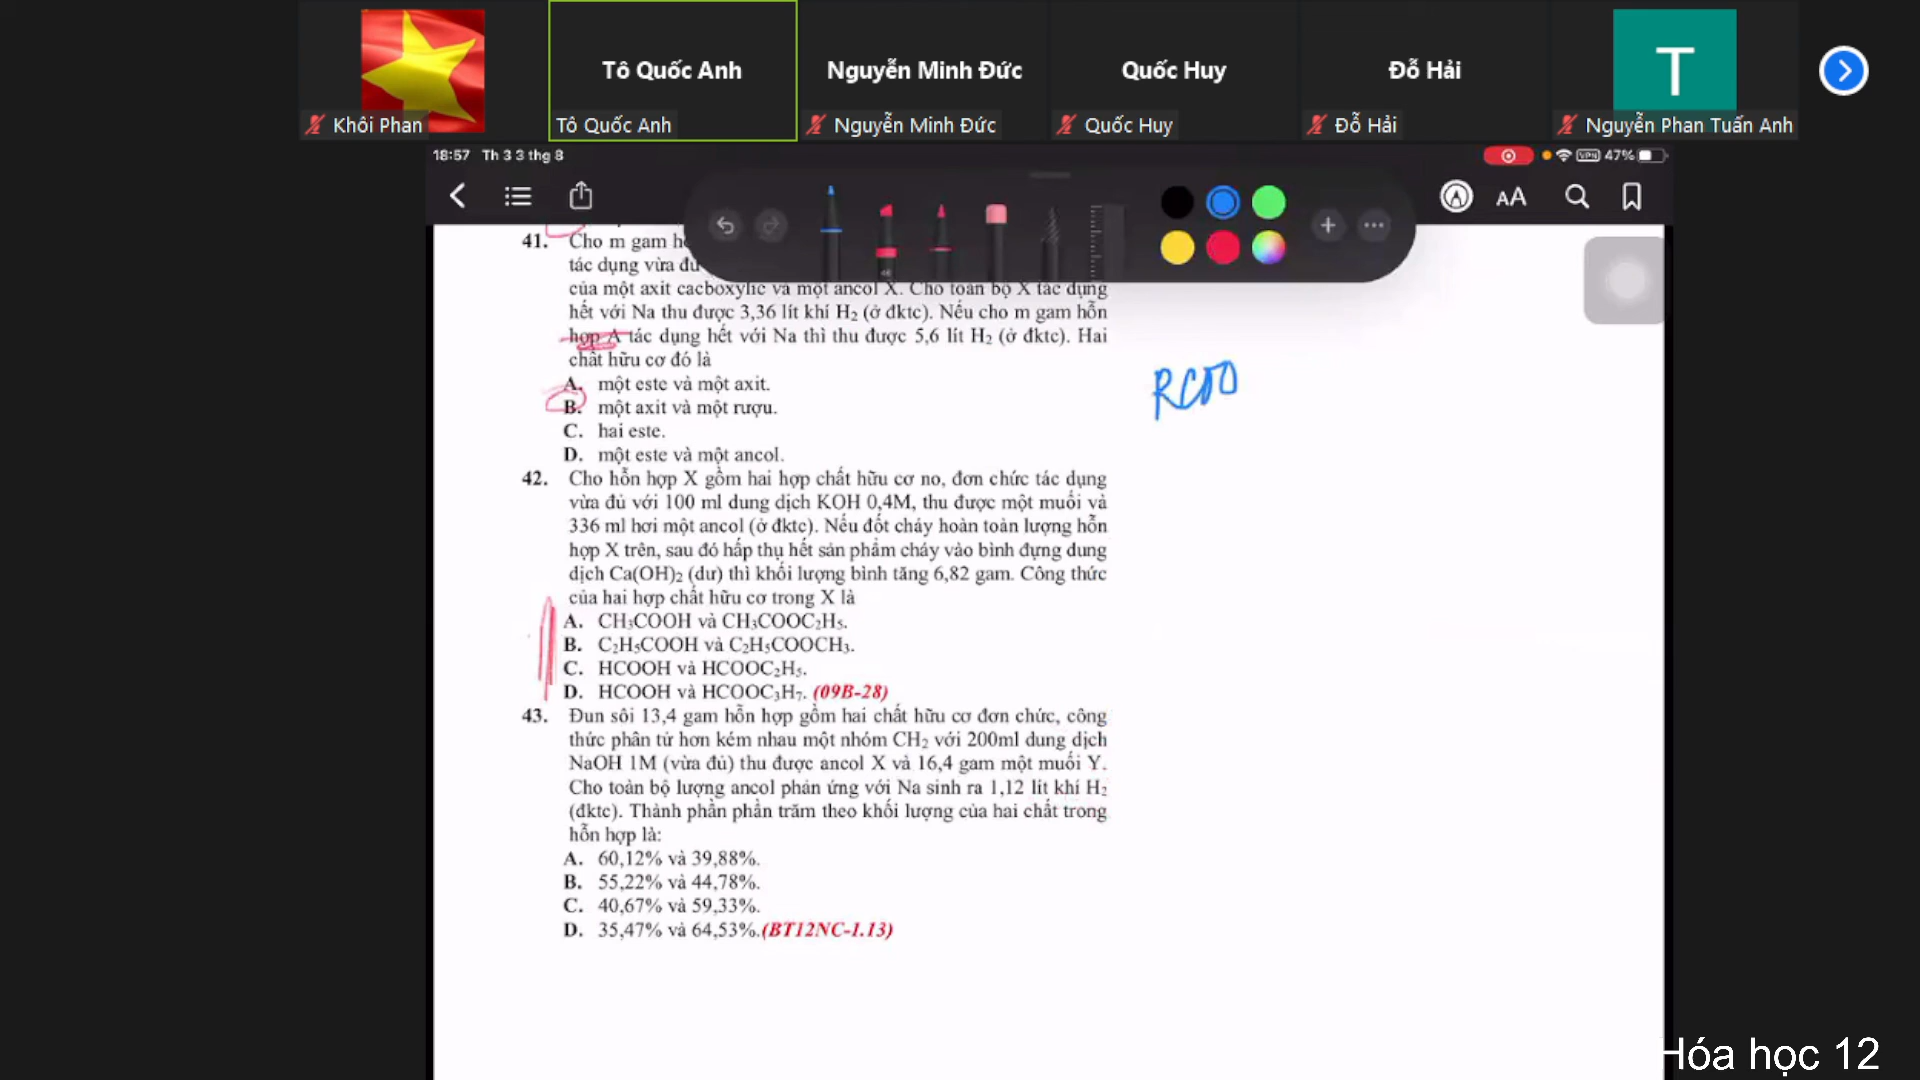 Tô Quốc Anh
Nguyễn Minh Đức
Quốc Huy
Đỗ Hải
T
Khôi Phan
Tô Quốc Anh
Nguyễn Minh Đức
Quốc Huy
Đỗ Hải
Nguyễn Phan Tuấn Anh
18:57 Th 3 3 thg 8
VPN 47%
AA
41. Cho m gam
tác dụng vừa đủ
của một axit cacboxylic và một ancol X. Cho toàn bộ X tác dụng
hết với Na thu được 3,36 lít khí H₂ (ở đktc). Nếu cho m gam hỗn
hợp A tác dụng hết với Na thì thu được 5,6 lít H₂ (ở đktc). Hai
chất hữu cơ đó là
A. một este và một axit.
B. một axit và một rượu.
C. hai este.
D. một este và một ancol.
RCOO
42. Cho hỗn hợp X gồm hai hợp chất hữu cơ no, đơn chức tác dụng
vừa đủ với 100 ml dung dịch KOH 0,4M, thu được một muối và
336 ml hơi một ancol (ở đktc). Nếu đốt cháy hoàn toàn lượng hỗn
hợp X trên, sau đó hấp thụ hết sản phẩm cháy vào bình đựng dung
dịch Ca(OH)₂ (dư) thì khối lượng bình tăng 6,82 gam. Công thức
của hai hợp chất hữu cơ trong X là
A. CH₃COOH và CH₃COOC₂H₅.
B. C₂H₅COOH và C₂H₅COOCH₃.
C. HCOOH và HCOOC₂H₅.
D. HCOOH và HCOOC₃H₇. (09B-28)
43. Đun sôi 13,4 gam hỗn hợp gồm hai chất hữu cơ đơn chức, công
thức phân tử hơn kém nhau một nhóm CH₂ với 200ml dung dịch
NaOH 1M (vừa đủ) thu được ancol X và 16,4 gam một muối Y.
Cho toàn bộ lượng ancol phản ứng với Na sinh ra 1,12 lít khí H₂
(đktc). Thành phần phần trăm theo khối lượng của hai chất trong
hỗn hợp là:
A. 60,12% và 39,88%.
B. 55,22% và 44,78%.
C. 40,67% và 59,33%.
D. 35,47% và 64,53%.(BT12NC-1.13)
Hóa học 12